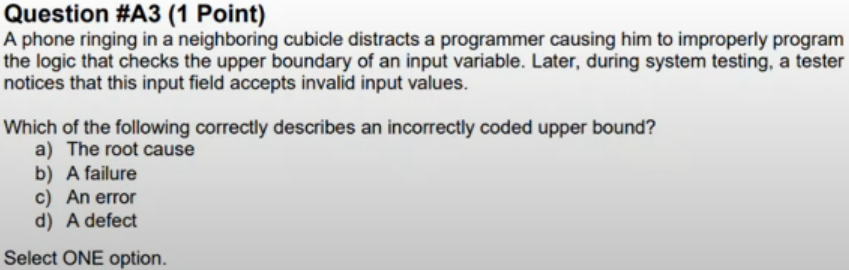 Question #A3 (1 Point)
A phone ringing in a neighboring cubicle distracts a programmer causing him to improperly program
the logic that checks the upper boundary of an input variable. Later, during system testing, a tester
notices that this input field accepts invalid input values.
Which of the following correctly describes an incorrectly coded upper bound?
a) The root cause
b) A failure
c) An error
d) A defect
Select ONE option.